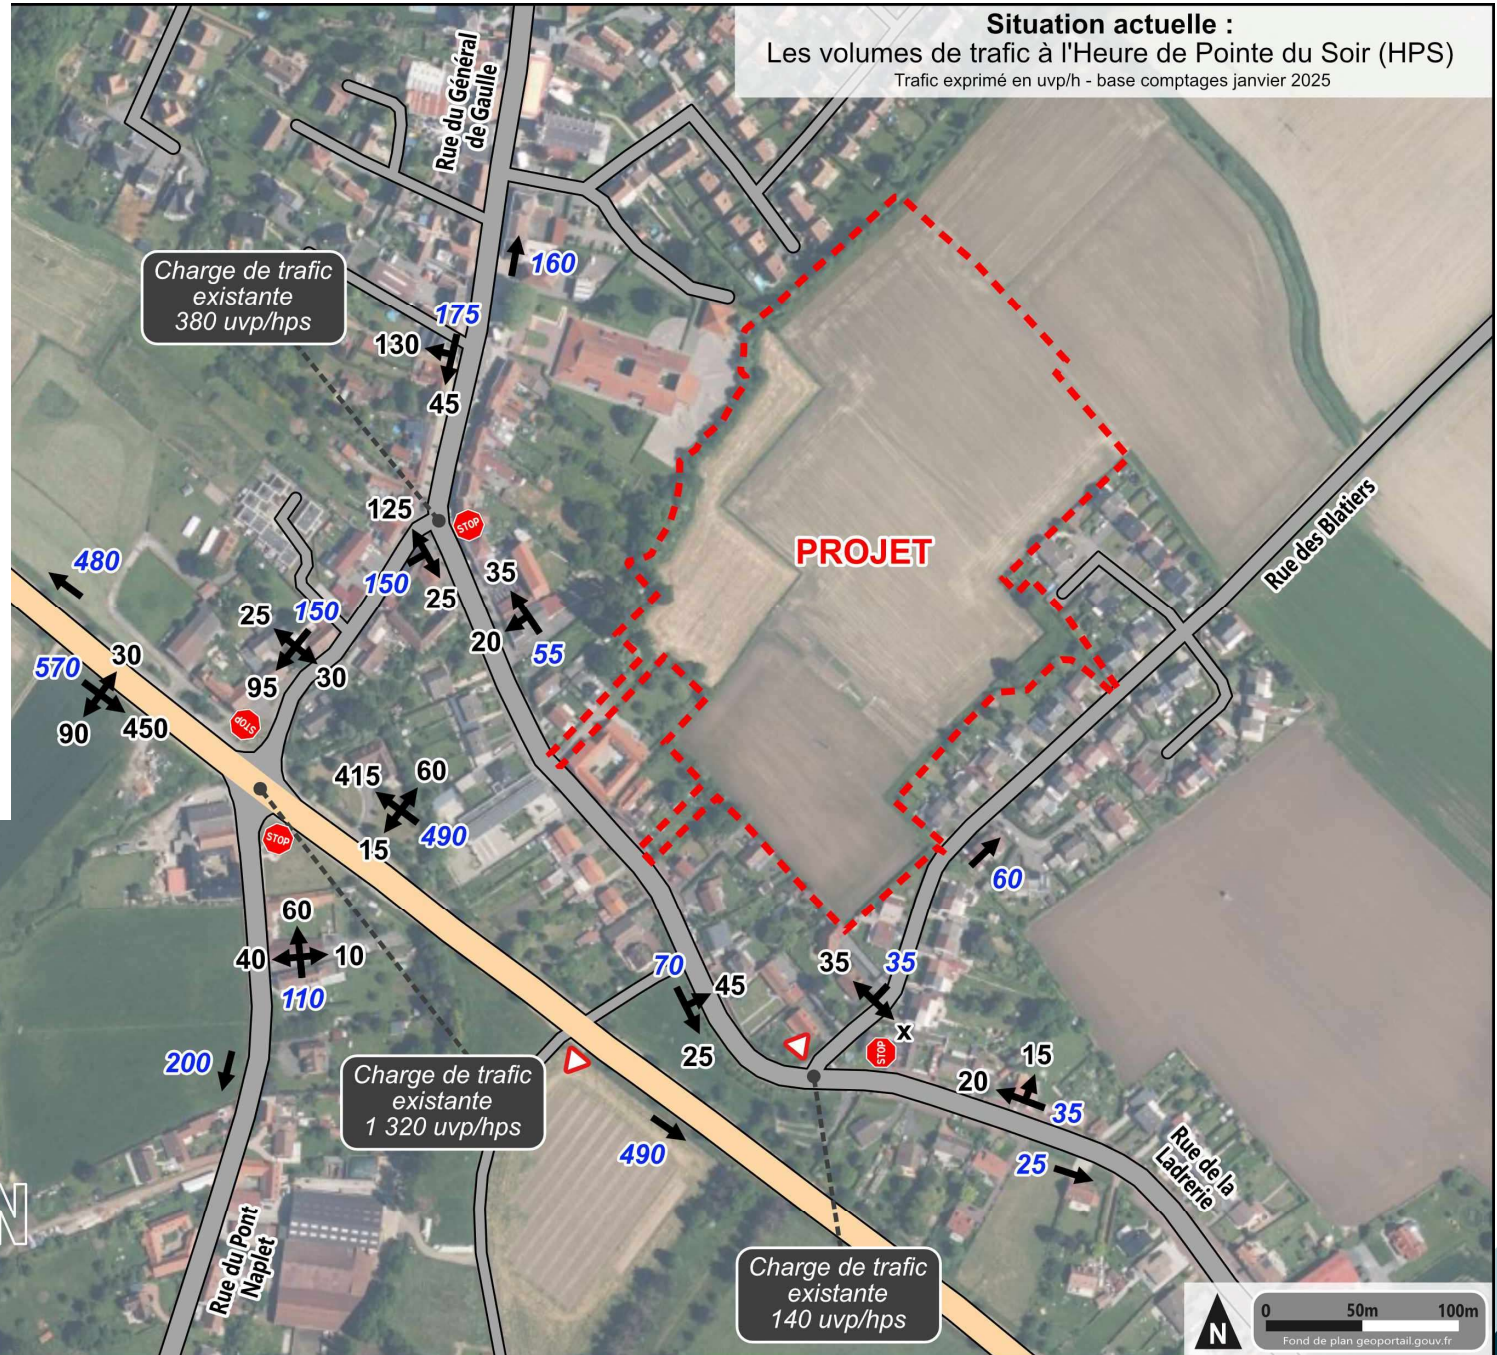 Situation actuelle :
Les volumes de trafic à l'Heure de Pointe du Soir (HPS)
Trafic exprimé en uvp/h - base comptages janvier 2025
Rue du Général
de Gaulle
160
Charge de trafic
existante
380 uvp/hps
175
130
45
125
STOP
150
25
35
20
55
PROJET
Rue des Blatiers
480
25
150
95
30
570
30
90
450
STOP
415
60
15
490
STOP
60
40
10
110
200
70
45
25
35
35
x
60
STOP
15
20
35
25
Rue de la
Ladrerie
Charge de trafic
existante
1 320 uvp/hps
490
Rue du Pont
Naplet
Charge de trafic
existante
140 uvp/hps
N
N
0 50m 100m
Fond de plan geoportail.gouv.fr